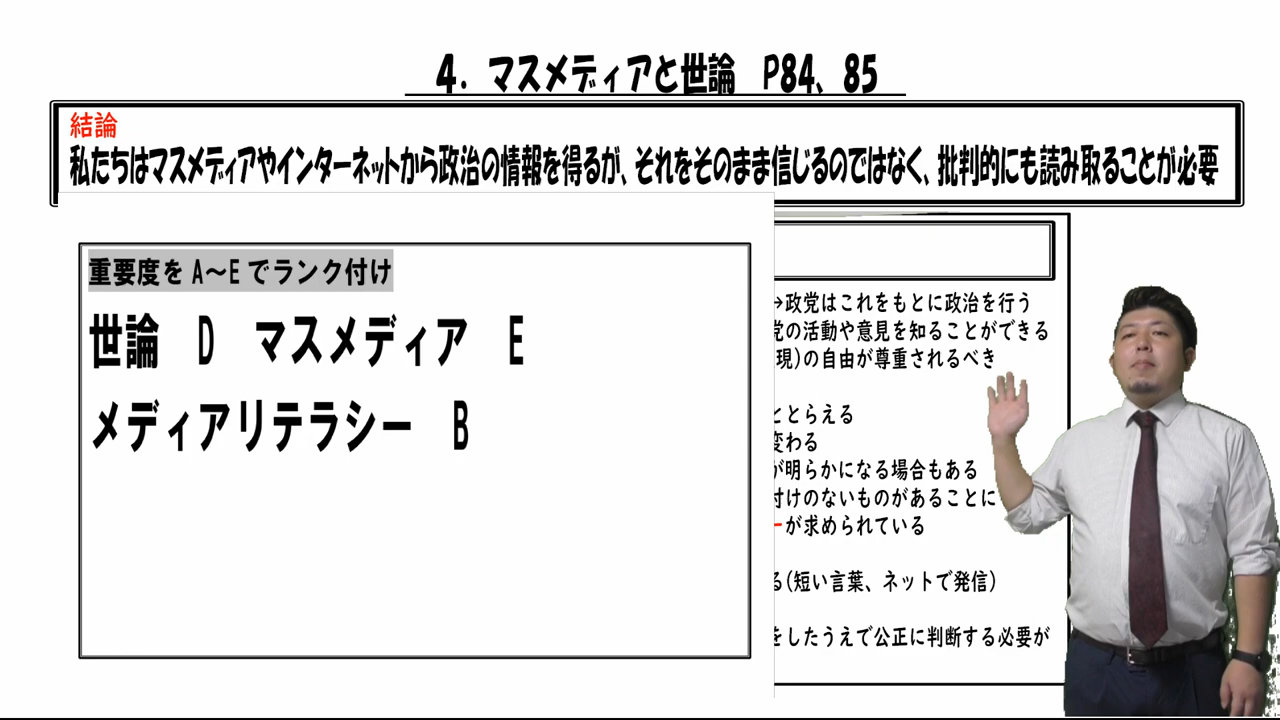 4. マスメディアと世論 P84、85
結論
私たちはマスメディアやインターネットから政治の情報を得るが、それをそのまま信じるのではなく、批判的にも読み取ることが必要
重要度をA～Eでランク付け
世論 D マスメディア E
メディアリテラシー B
→政党はこれをもとに政治を行う
党の活動や意見を知ることができる
現)の自由が尊重されるべき
ととらえる
変わる
が明らかになる場合もある
付けのないものがあることに
ーが求められている
る(短い言葉、ネットで発信)
をしたうえで公正に判断する必要が